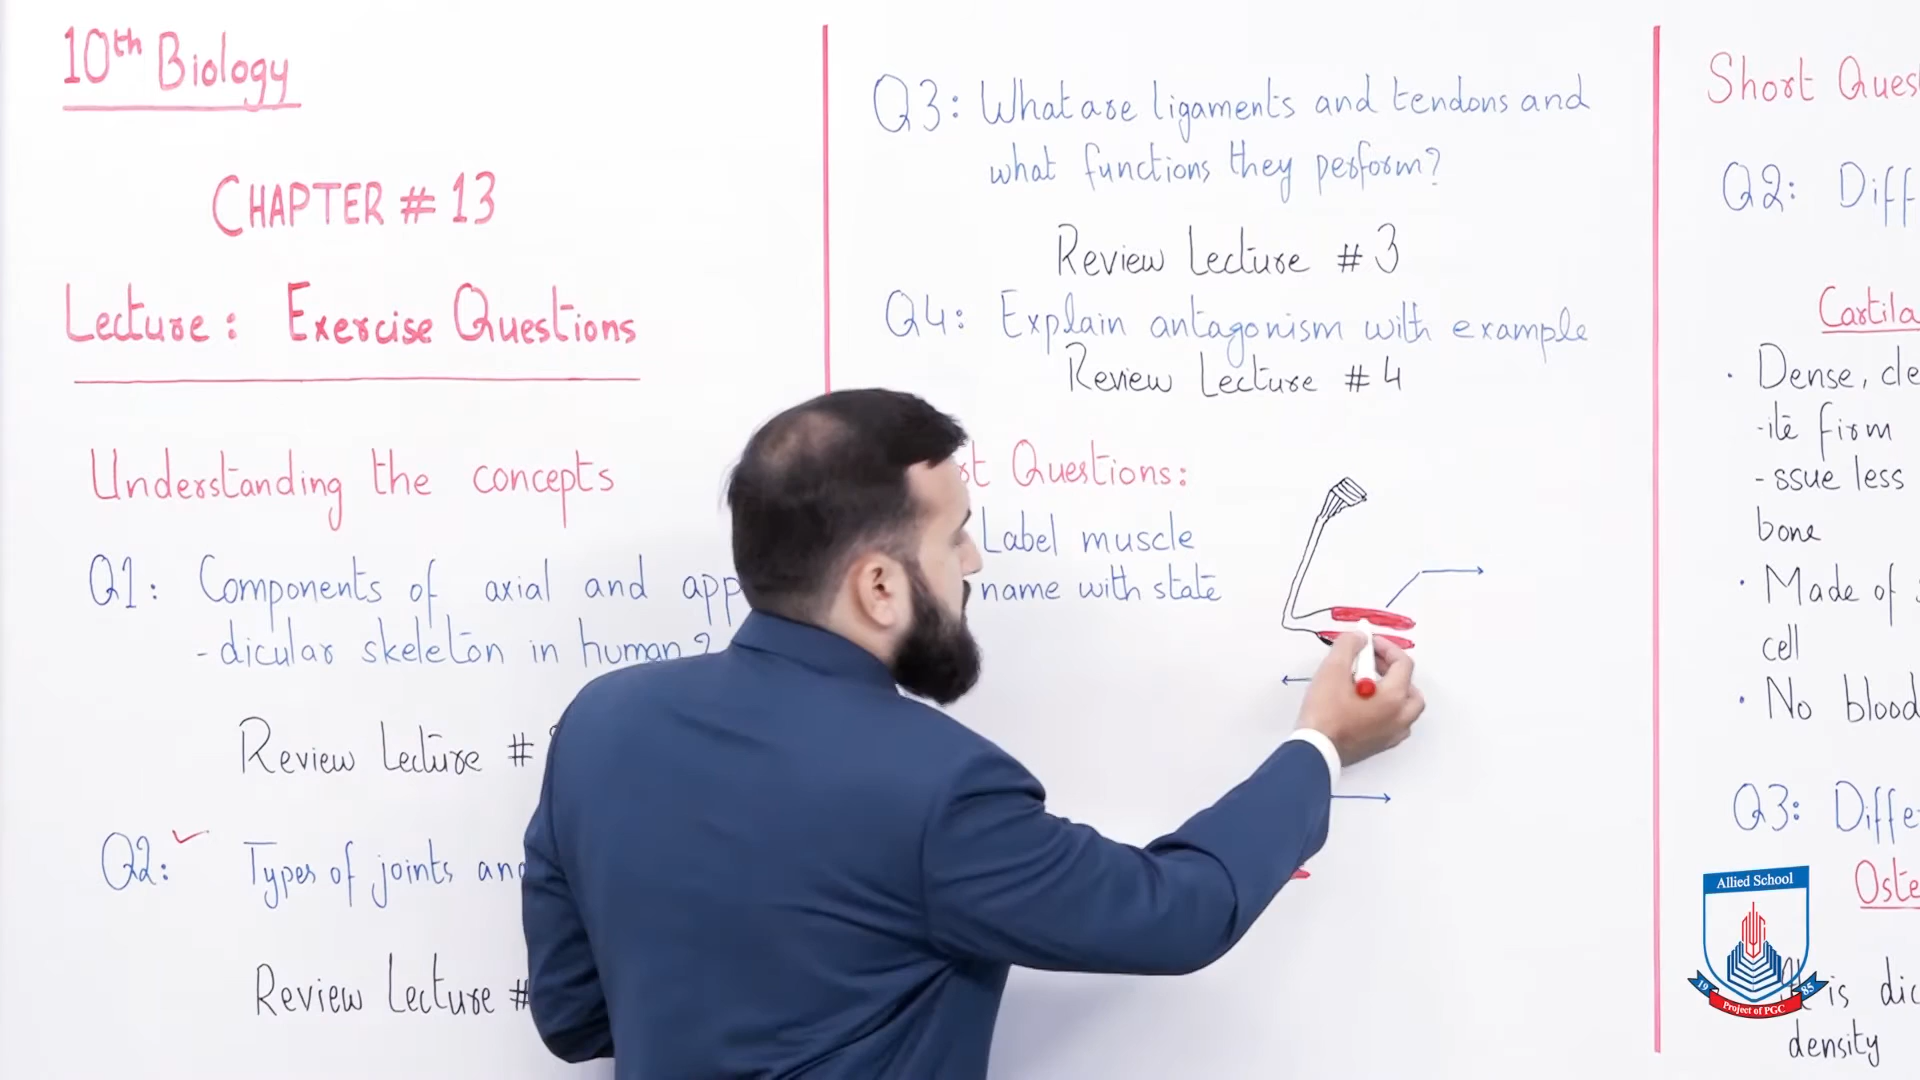 10th Biology
CHAPTER # 13
Lecture: Exercise Questions
Understanding the concepts
Q1: Components of axial and app
-dicular skeleton in human?
Review Lecture #
Q2: Types of joints and
Review Lecture #
Q3: What are ligaments and tendons and
what functions they perform?
Review Lecture # 3
Q4: Explain antagonism with example
Review Lecture # 4
Questions:
Label muscle
name with state
Short Ques
Q2: Diff
Cartila
Dense, cle
-ite firm
-ssue less
bone
Made of
cell
No blood
Q3: Diffe
Oste
is dic
density
Allied School
19 85
Project of PGC